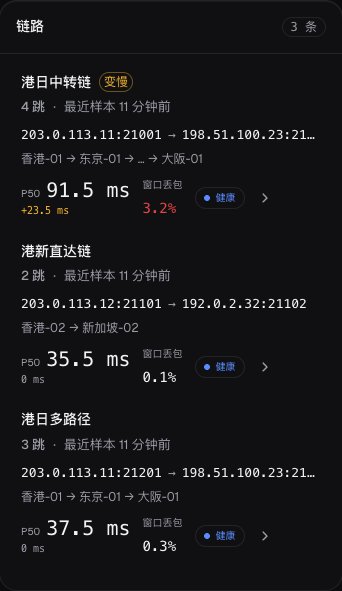 链路
3 条
港日中转链 变慢
4 跳 · 最近样本 11 分钟前
203.0.113.11:21001 → 198.51.100.23:21…
香港-01 → 东京-01 → … → 大阪-01
P50 91.5 ms
+23.5 ms
窗口丢包
3.2%
健康
港新直达链
2 跳 · 最近样本 11 分钟前
203.0.113.12:21101 → 192.0.2.32:21102
香港-02 → 新加坡-02
P50 35.5 ms
0 ms
窗口丢包
0.1%
健康
港日多路径
3 跳 · 最近样本 11 分钟前
203.0.113.11:21201 → 198.51.100.23:21…
香港-01 → 东京-01 → 大阪-01
P50 37.5 ms
0 ms
窗口丢包
0.3%
健康